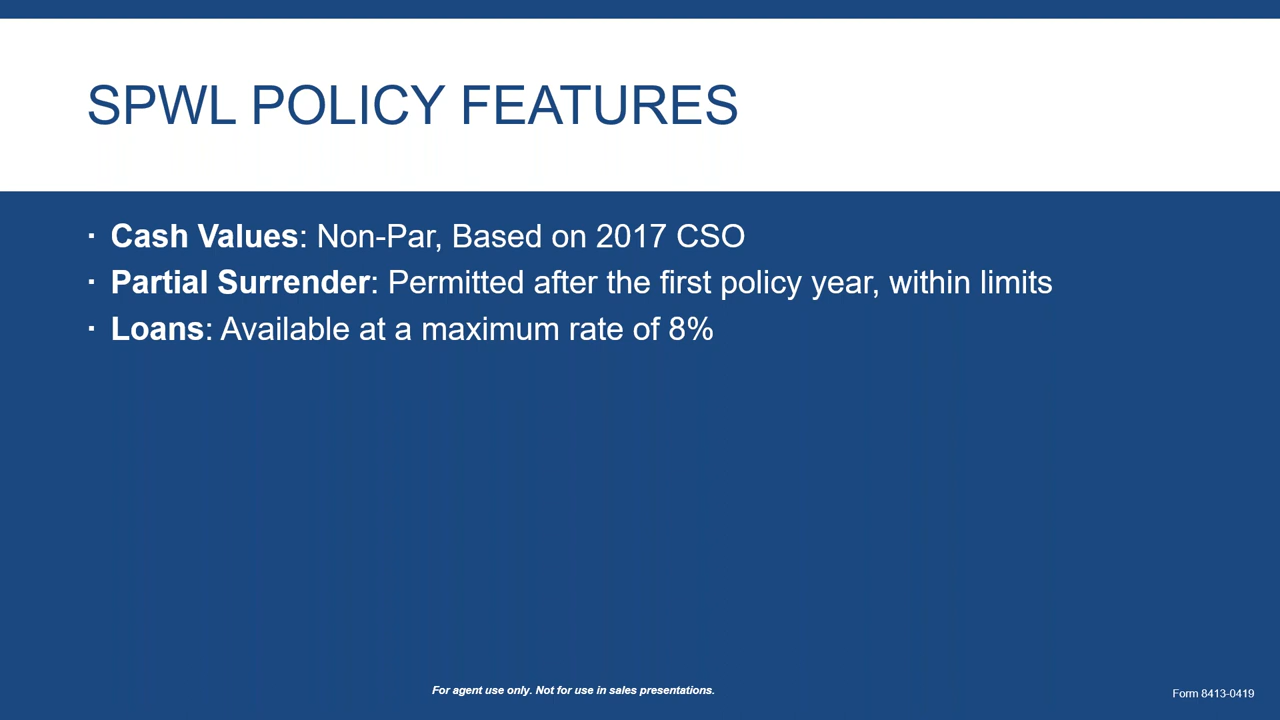 SPWL POLICY FEATURES
▪ Cash Values: Non-Par, Based on 2017 CSO
▪ Partial Surrender: Permitted after the first policy year, within limits
▪ Loans: Available at a maximum rate of 8%
For agent use only. Not for use in sales presentations.
Form 8413-0419